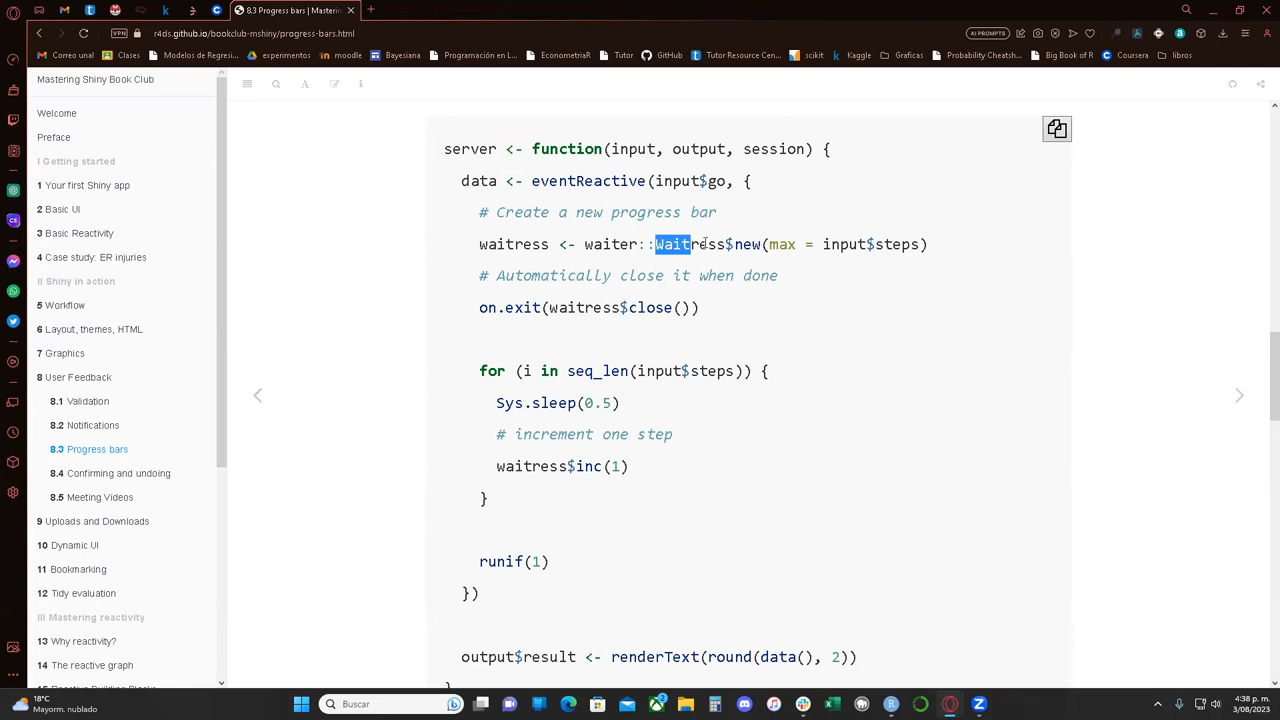 8.3 Progress bars | Masterin
r4ds.github.io/bookclub-mshiny/progress-bars.html
VPN
AI PROMPTS
Correo unal
Clases
Modelos de Regresi...
English
inversión
moodle
Bayesiana
Programación en L...
Tutor
GitHub
Tutor Resource Cen...
scikit
Kaggle
Graficas
Probability Cheatsh...
Big Book of R
Coursera
Películas
Mastering Shiny Book Club
Welcome
Preface
I Getting started
1 Your first Shiny app
2 Basic UI
3 Basic Reactivity
4 Case study: ER injuries
II Shiny in action
5 Workflow
6 Layout, themes, HTML
7 Graphics
8 User Feedback
8.1 Validation
8.2 Notifications
8.3 Progress bars
8.4 Confirming and undoing
8.5 Meeting Videos
9 Uploads and Downloads
10 Dynamic UI
11 Bookmarking
12 Tidy evaluation
III Mastering reactivity
13 Why reactivity?
14 The reactive graph
server <- function(input, output, session) {
data <- eventReactive(input$go, {
# Create a new progress bar
waitress <- waiter::Waitress$new(max = input$steps)
# Automatically close it when done
on.exit(waitress$close())
for (i in seq_len(input$steps)) {
Sys.sleep(0.5)
# increment one step
waitress$inc(1)
}
runif(1)
})
output$result <- renderText(round(data(), 2))
18°C
Mayorm. nublado
Buscar
2
4:38 p. m.
3/08/2023